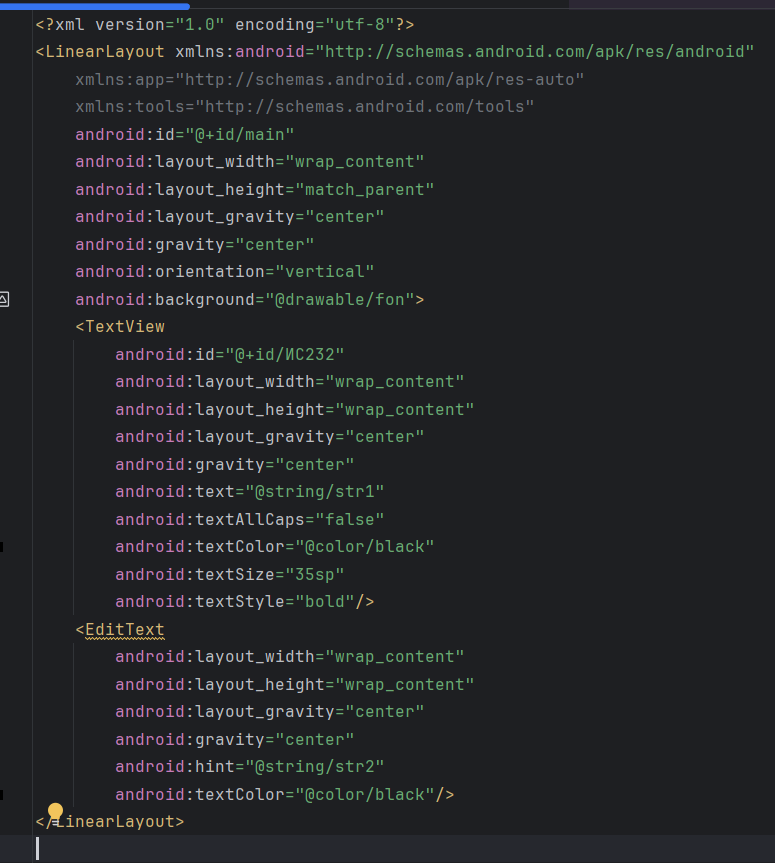 <?xml version="1.0" encoding="utf-8"?>
<LinearLayout xmlns:android="http://schemas.android.com/apk/res/android"
    xmlns:app="http://schemas.android.com/apk/res-auto"
    xmlns:tools="http://schemas.android.com/tools"
    android:id="@+id/main"
    android:layout_width="wrap_content"
    android:layout_height="match_parent"
    android:layout_gravity="center"
    android:gravity="center"
    android:orientation="vertical"
    android:background="@drawable/fon">
    <TextView
        android:id="@+id/ИС232"
        android:layout_width="wrap_content"
        android:layout_height="wrap_content"
        android:layout_gravity="center"
        android:gravity="center"
        android:text="@string/str1"
        android:textAllCaps="false"
        android:textColor="@color/black"
        android:textSize="35sp"
        android:textStyle="bold"/>
    <EditText
        android:layout_width="wrap_content"
        android:layout_height="wrap_content"
        android:layout_gravity="center"
        android:gravity="center"
        android:hint="@string/str2"
        android:textColor="@color/black"/>
</LinearLayout>